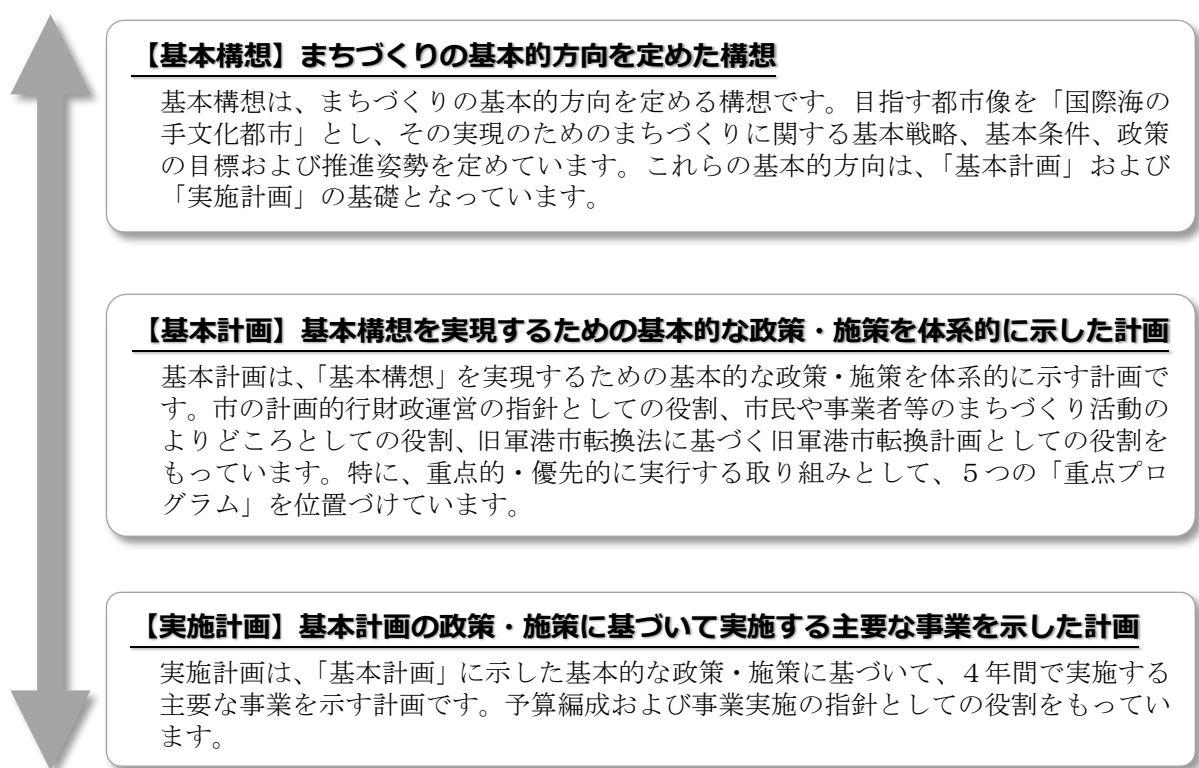 【基本構想】まちづくりの基本的方向を定めた構想
基本構想は、まちづくりの基本的方向を定める構想です。目指す都市像を「国際海の
手文化都市」とし、その実現のためのまちづくりに関する基本戦略、基本条件、政策
の目標および推進姿勢を定めています。これらの基本的方向は、「基本計画」および
「実施計画」の基礎となっています。
【基本計画】基本構想を実現するための基本的な政策・施策を体系的に示した計画
基本計画は、「基本構想」を実現するための基本的な政策・施策を体系的に示す計画で
す。市の計画的行財政運営の指針としての役割、市民や事業者等のまちづくり活動の
よりどころとしての役割、旧軍港市転換法に基づく旧軍港市転換計画としての役割を
もっています。特に、重点的・優先的に実行する取り組みとして、５つの「重点プロ
グラム」を位置づけています。
【実施計画】基本計画の政策・施策に基づいて実施する主要な事業を示した計画
実施計画は、「基本計画」に示した基本的な政策・施策に基づいて、４年間で実施する
主要な事業を示す計画です。予算編成および事業実施の指針としての役割をもってい
ます。